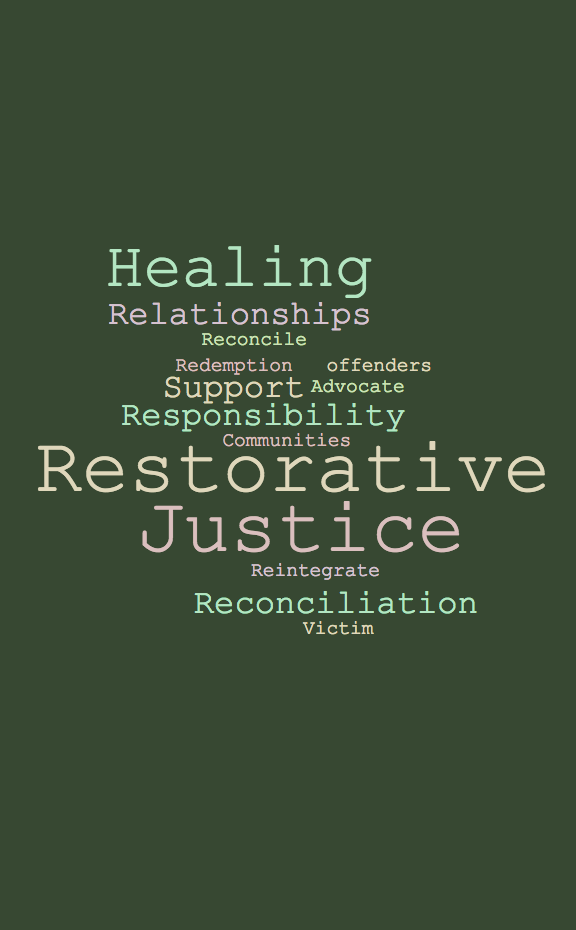 Healing
Relationships
Reconcile
Redemption offenders
Support Advocate
Responsibility
Communities
Restorative
Justice
Reintegrate
Reconciliation
Victim